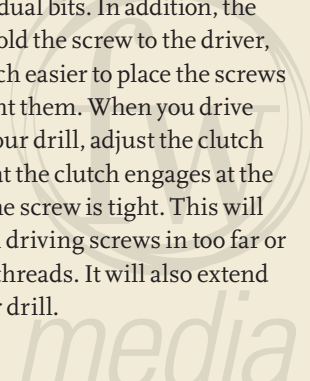 dual bits. In addition, the
old the screw to the driver,
ch easier to place the screws
nt them. When you drive
our drill, adjust the clutch
at the clutch engages at the
e screw is tight. This will
driving screws in too far or
threads. It will also extend
drill.
fw
media